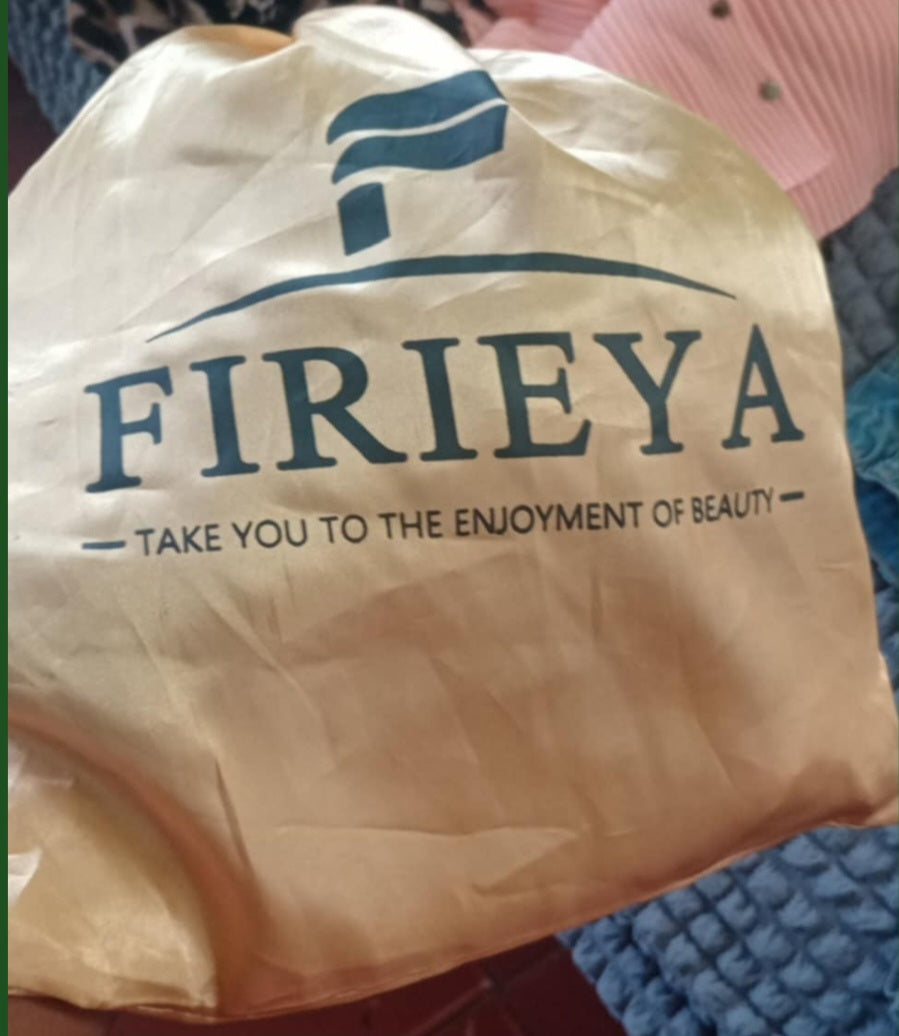 FIRIEYA
— TAKE YOU TO THE ENJOYMENT OF BEAUTY —